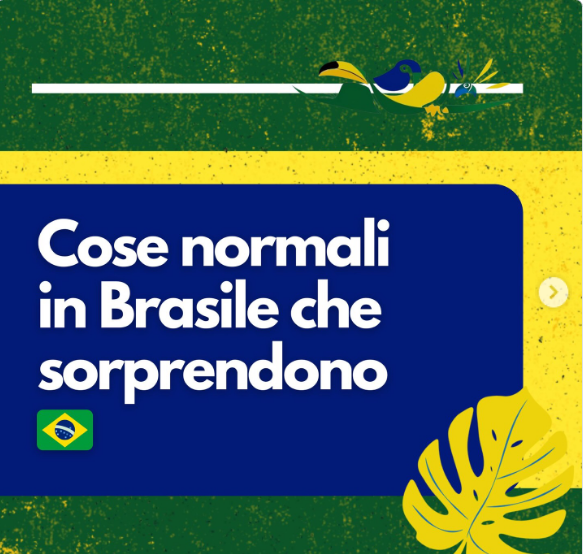 Cose normali
in Brasile che
sorprendono